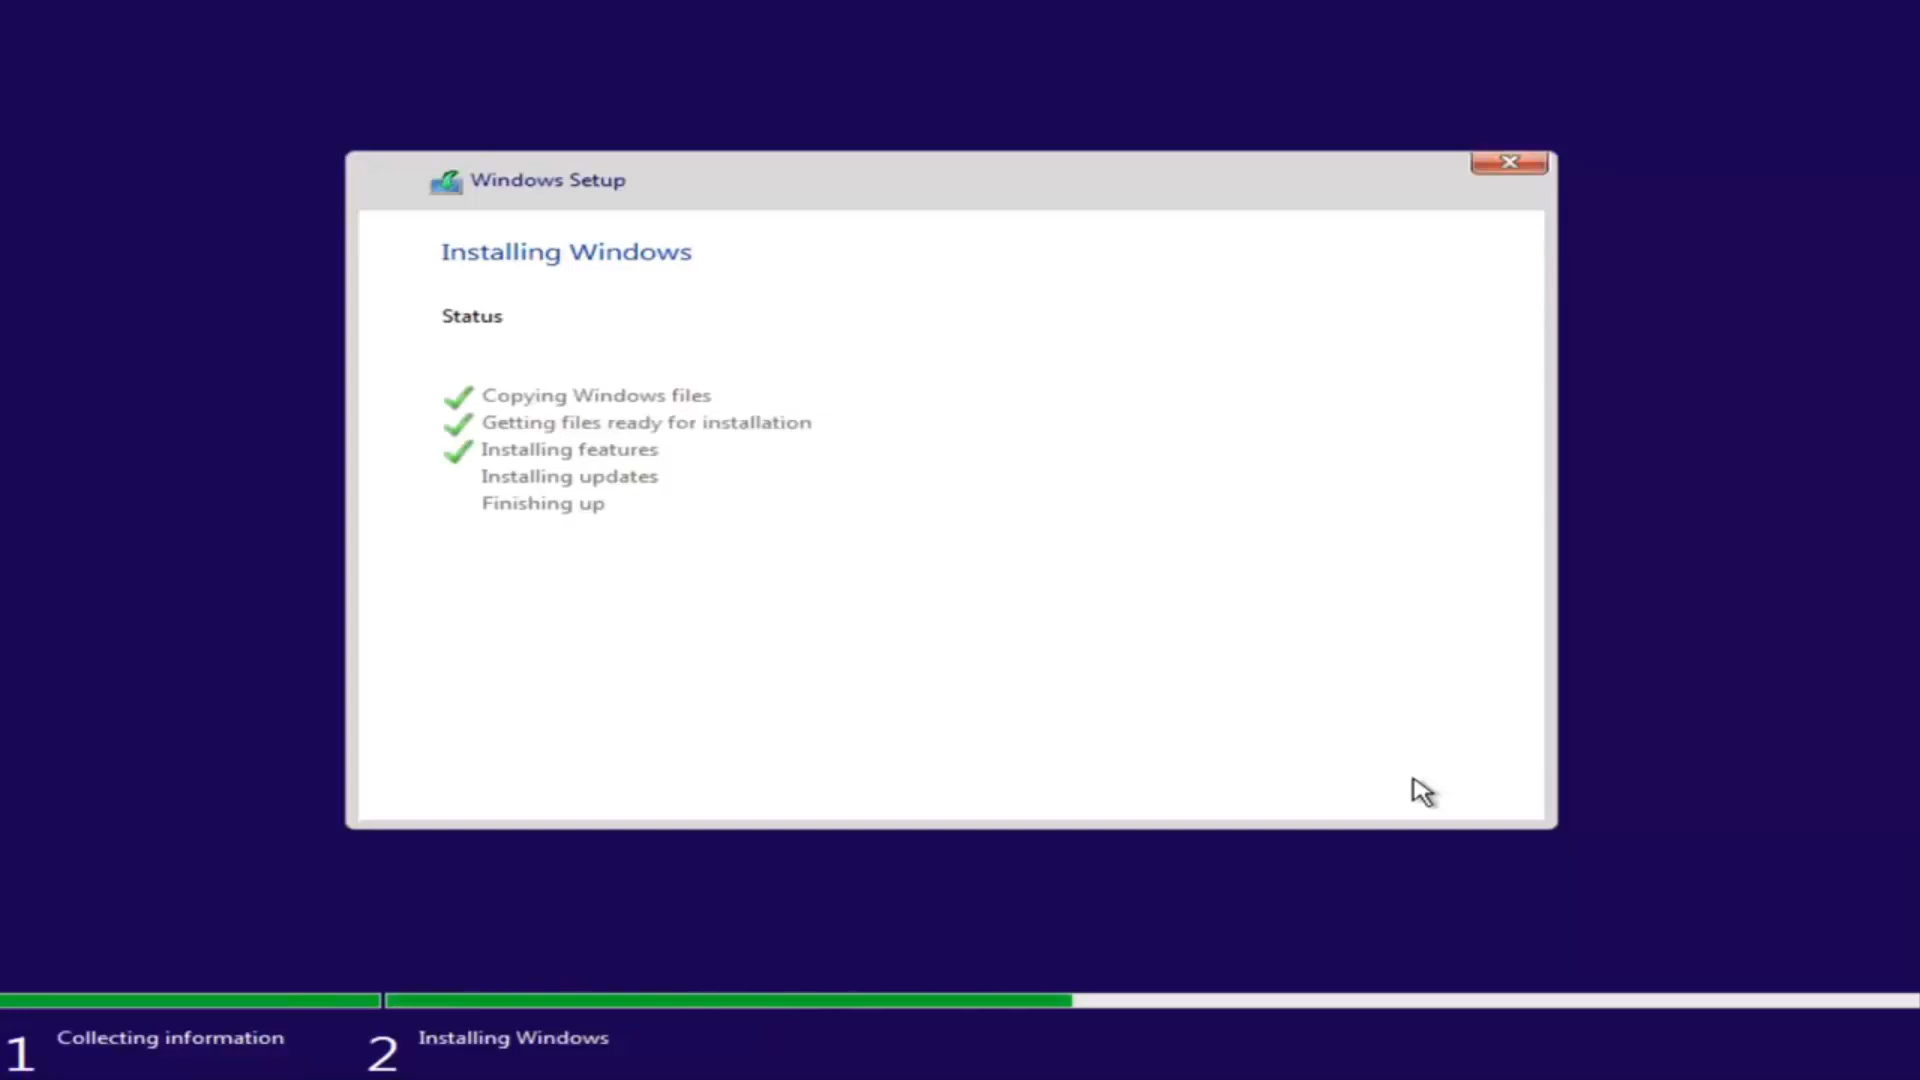 Windows Setup
Installing Windows
Status
Copying Windows files
Getting files ready for installation
Installing features
Installing updates
Finishing up
1 Collecting information
2 Installing Windows